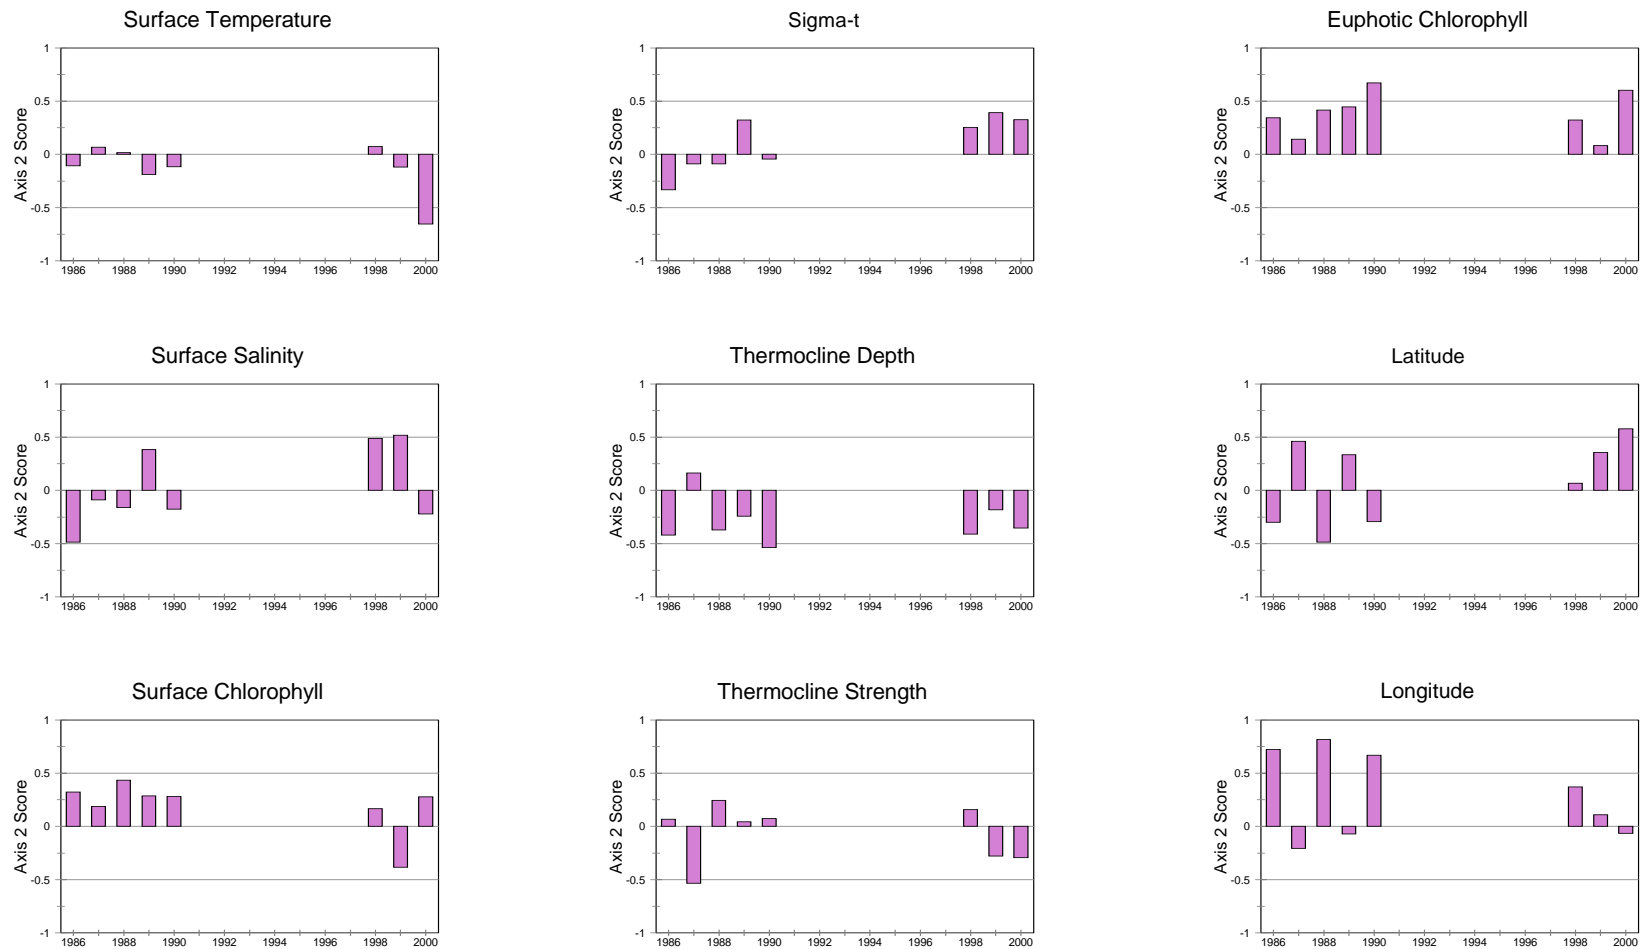 Surface Temperature
Axis 2 Score
1
0.5
0
-0.5
-1
1986 1988 1990 1992 1994 1996 1998 2000
Sigma-t
Axis 2 Score
1
0.5
0
-0.5
-1
1986 1988 1990 1992 1994 1996 1998 2000
Euphotic Chlorophyll
Axis 2 Score
1
0.5
0
-0.5
-1
1986 1988 1990 1992 1994 1996 1998 2000
Surface Salinity
Axis 2 Score
1
0.5
0
-0.5
-1
1986 1988 1990 1992 1994 1996 1998 2000
Thermocline Depth
Axis 2 Score
1
0.5
0
-0.5
-1
1986 1988 1990 1992 1994 1996 1998 2000
Latitude
Axis 2 Score
1
0.5
0
-0.5
-1
1986 1988 1990 1992 1994 1996 1998 2000
Surface Chlorophyll
Axis 2 Score
1
0.5
0
-0.5
-1
1986 1988 1990 1992 1994 1996 1998 2000
Thermocline Strength
Axis 2 Score
1
0.5
0
-0.5
-1
1986 1988 1990 1992 1994 1996 1998 2000
Longitude
Axis 2 Score
1
0.5
0
-0.5
-1
1986 1988 1990 1992 1994 1996 1998 2000